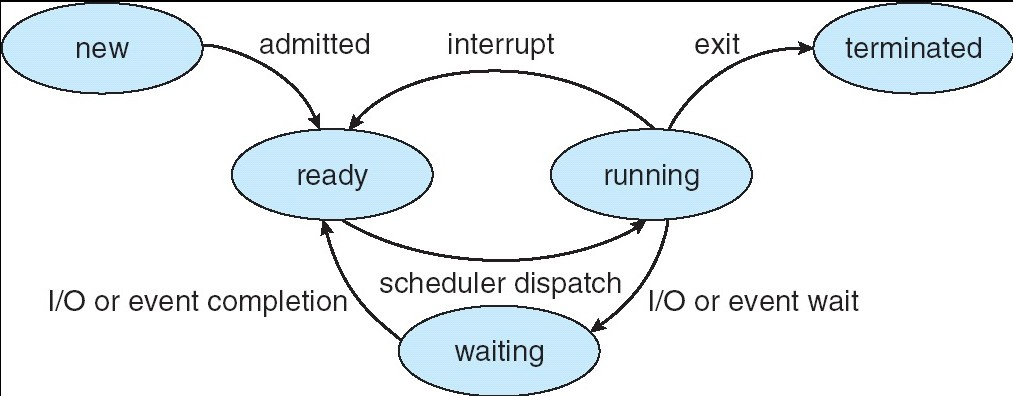 new
admitted
interrupt
exit
terminated
ready
running
scheduler dispatch
I/O or event completion
I/O or event wait
waiting